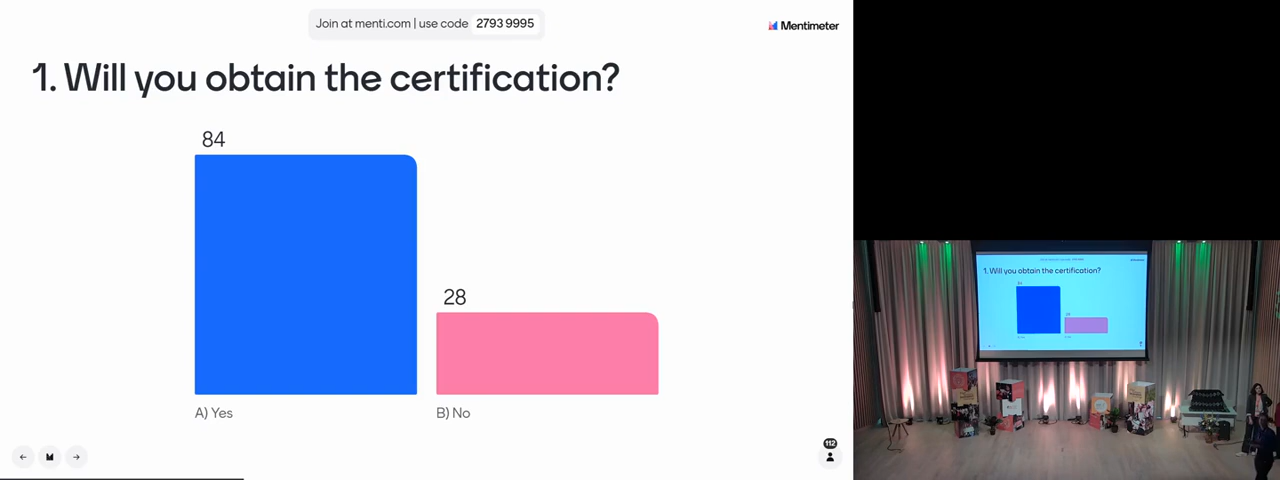 Join at menti.com | use code 2793 9995
Mentimeter
1. Will you obtain the certification?
84
28
A) Yes
B) No
112
1. Will you obtain the certification?